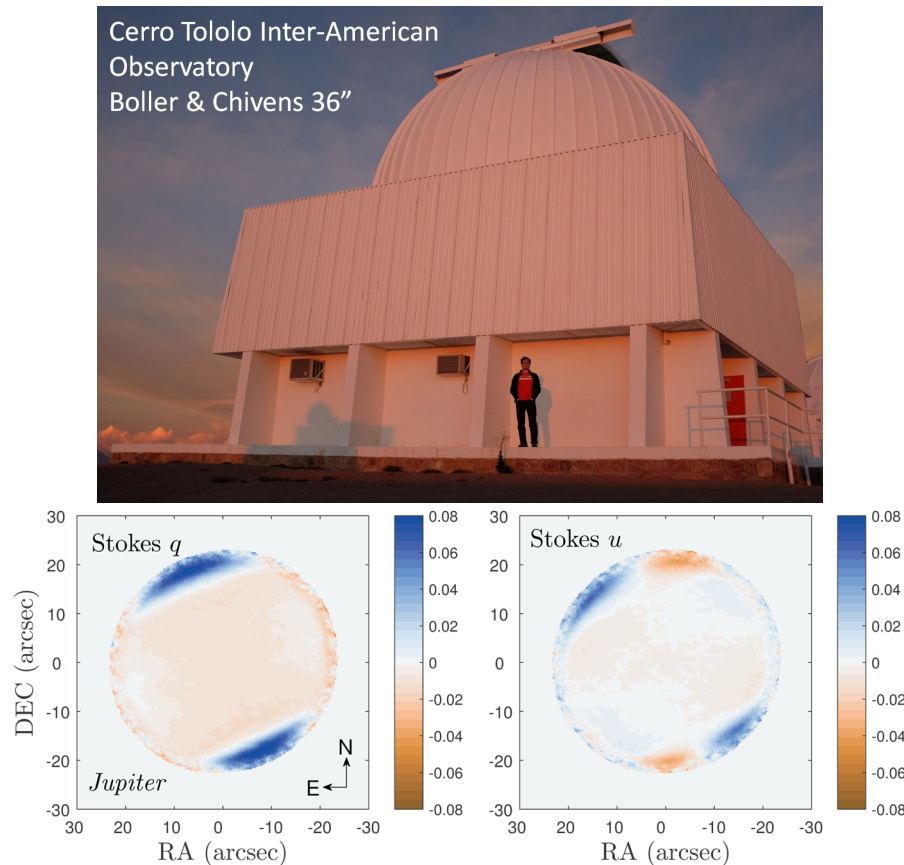 Cerro Tololo Inter-American
Observatory
Boller & Chivens 36”
Stokes q
30
20
10
0
-10
-20
-30
30 20 10 0 -10 -20 -30
DEC (arcsec)
RA (arcsec)
Jupiter
N
E
0.08
0.06
0.04
0.02
0
-0.02
-0.04
-0.06
-0.08
Stokes u
30
20
10
0
-10
-20
-30
30 20 10 0 -10 -20 -30
RA (arcsec)
0.08
0.06
0.04
0.02
0
-0.02
-0.04
-0.06
-0.08